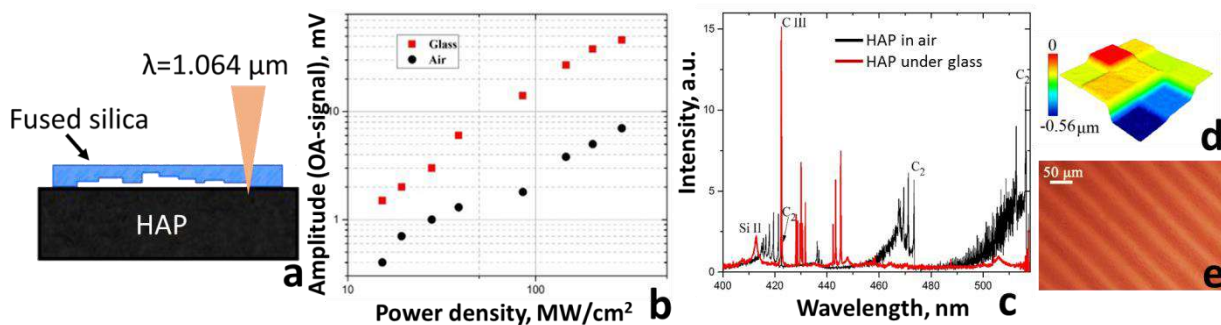 λ=1.064 μm
Fused silica
HAP
a
Amplitude (OA-signal), mV
10
1
Glass
Air
10
100
Power density, MW/cm²
b
Intensity, a.u.
15
10
5
0
C III
HAP in air
HAP under glass
C₂
C₂
C₂
Si II
400
420
440
460
480
500
Wavelength, nm
c
0
-0.56μm
d
50 μm
e